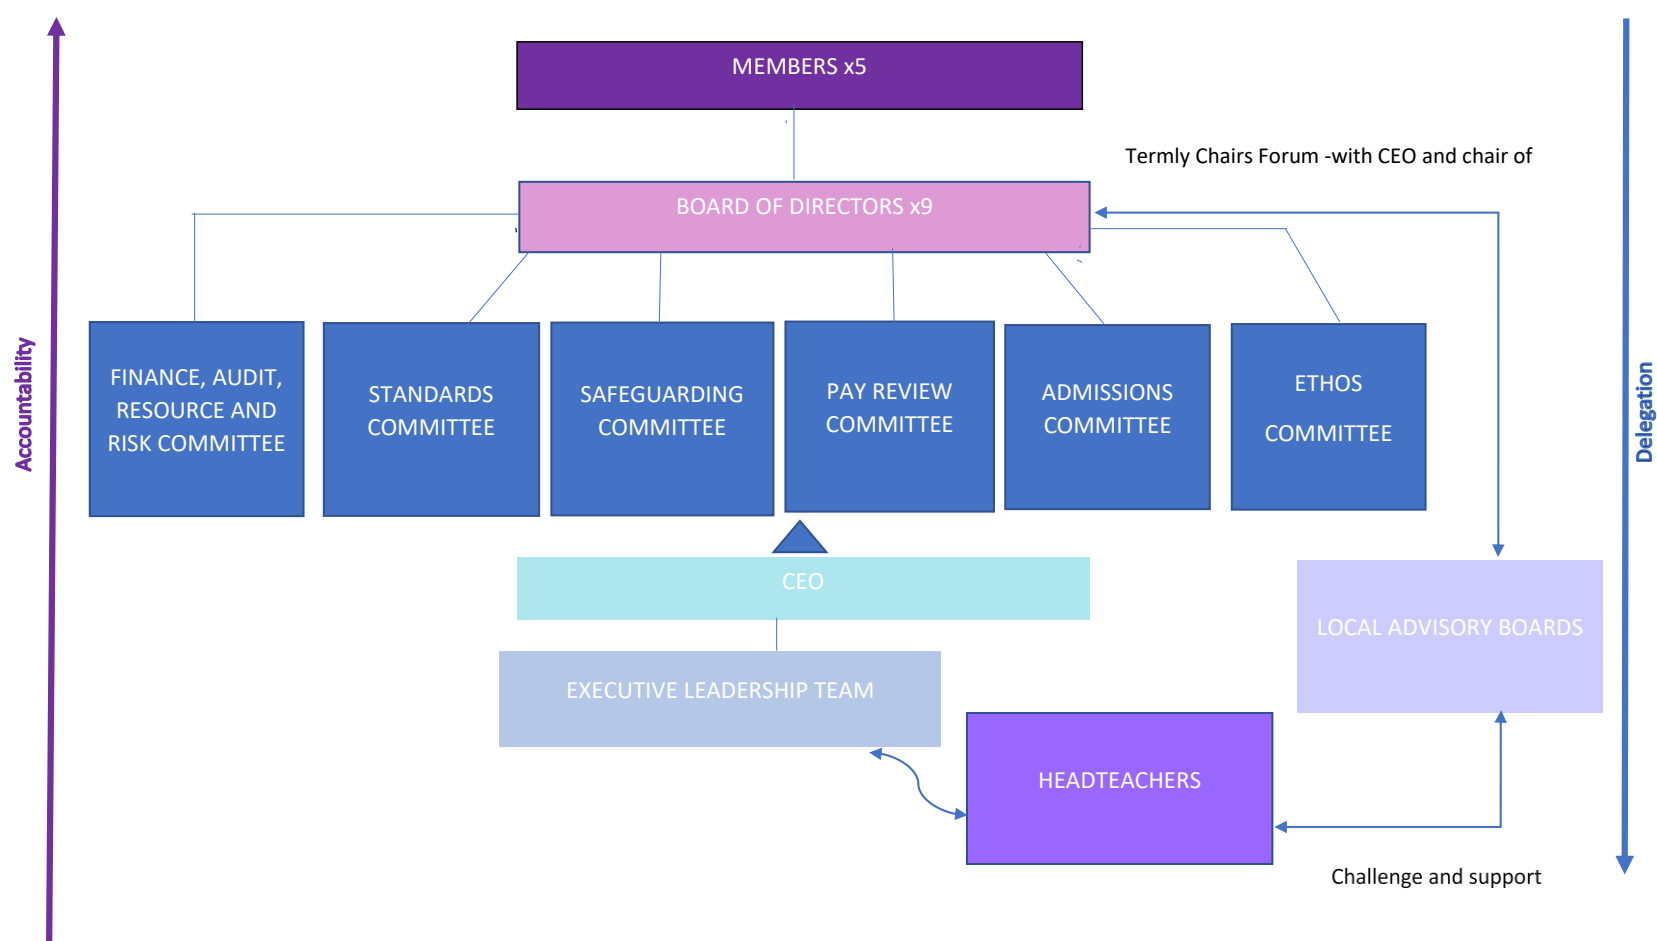 MEMBERS x5
Termly Chairs Forum -with CEO and chair of
BOARD OF DIRECTORS x9
Accountability
FINANCE, AUDIT,
RESOURCE AND
RISK COMMITTEE
STANDARDS
COMMITTEE
SAFEGUARDING
COMMITTEE
PAY REVIEW
COMMITTEE
ADMISSIONS
COMMITTEE
ETHOS
COMMITTEE
Delegation
CEO
LOCAL ADVISORY BOARDS
EXECUTIVE LEADERSHIP TEAM
HEADTEACHERS
Challenge and support